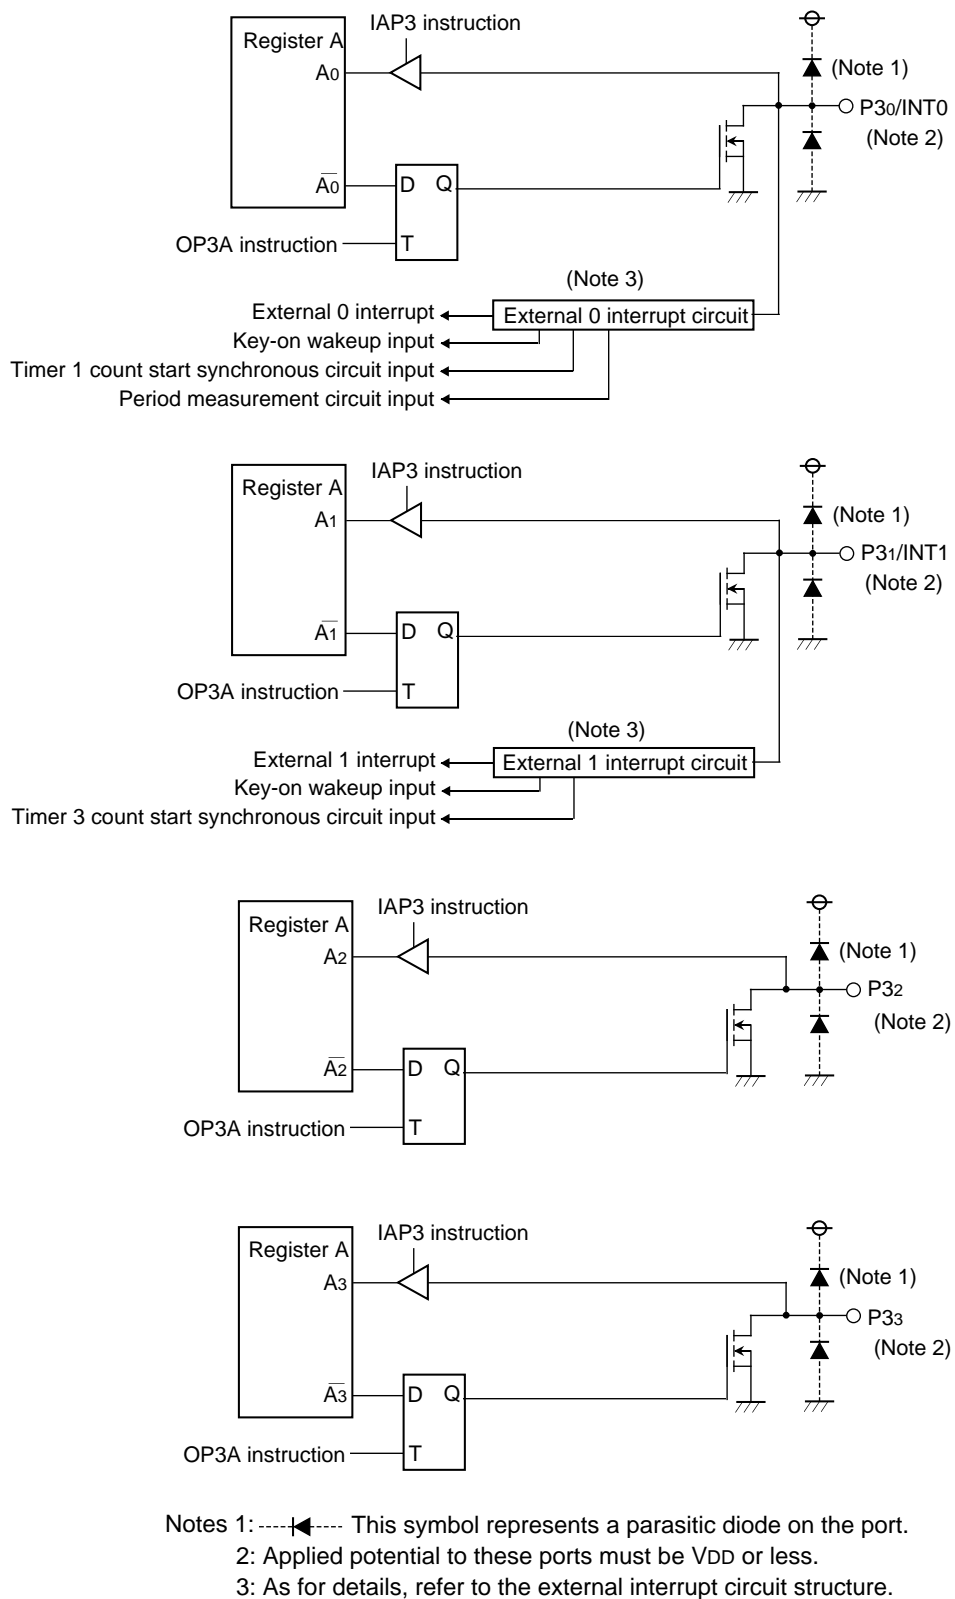 IAP3 instruction
Register A
A0
(Note 1)
P30/INT0
(Note 2)
A0
D Q
OP3A instruction
T
(Note 3)
External 0 interrupt
External 0 interrupt circuit
Key-on wakeup input
Timer 1 count start synchronous circuit input
Period measurement circuit input
IAP3 instruction
Register A
A1
(Note 1)
P31/INT1
(Note 2)
A1
D Q
OP3A instruction
T
(Note 3)
External 1 interrupt
External 1 interrupt circuit
Key-on wakeup input
Timer 3 count start synchronous circuit input
IAP3 instruction
Register A
A2
(Note 1)
P32
(Note 2)
A2
D Q
OP3A instruction
T
IAP3 instruction
Register A
A3
(Note 1)
P33
(Note 2)
A3
D Q
OP3A instruction
T
Notes 1: This symbol represents a parasitic diode on the port.
2: Applied potential to these ports must be VDD or less.
3: As for details, refer to the external interrupt circuit structure.